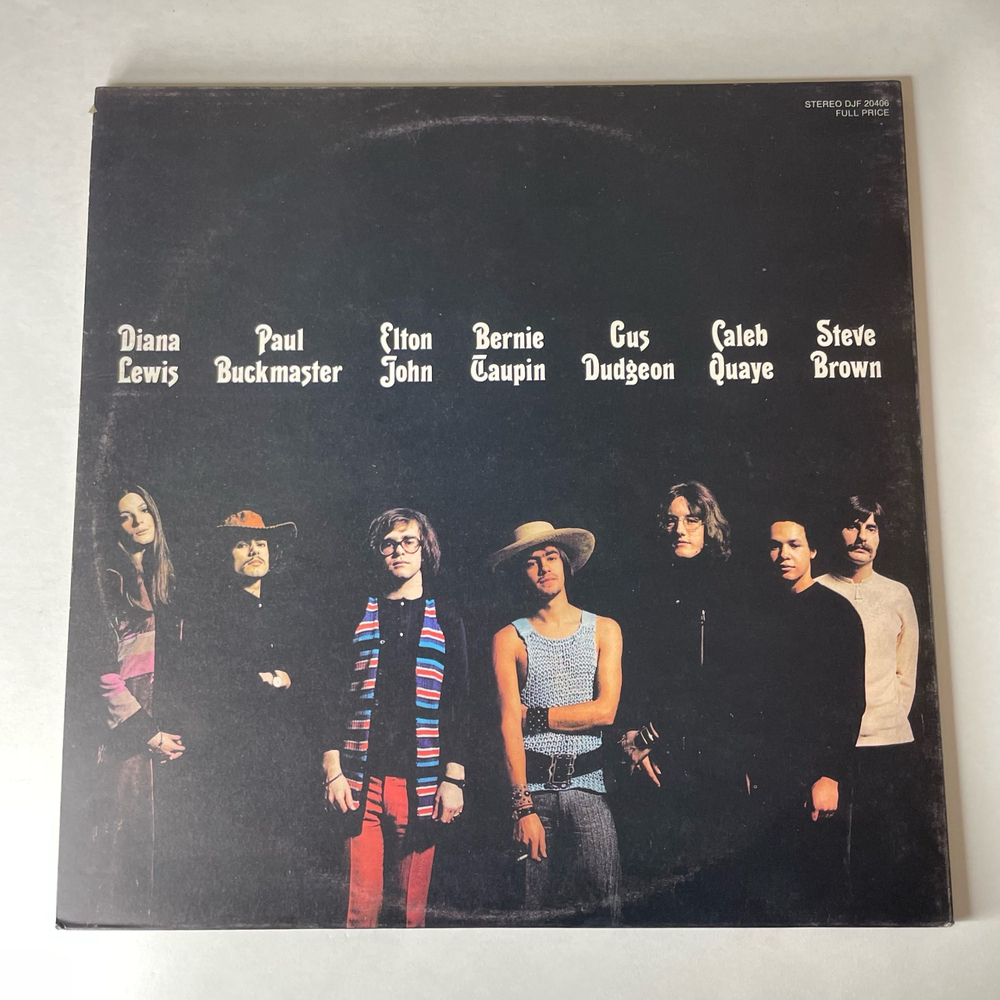 STEREO DJF 20406
FULL PRICE
Diana Lewis
Paul Buckmaster
Elton John
Bernie Taupin
Gus Dudgeon
Caleb Quaye
Steve Brown